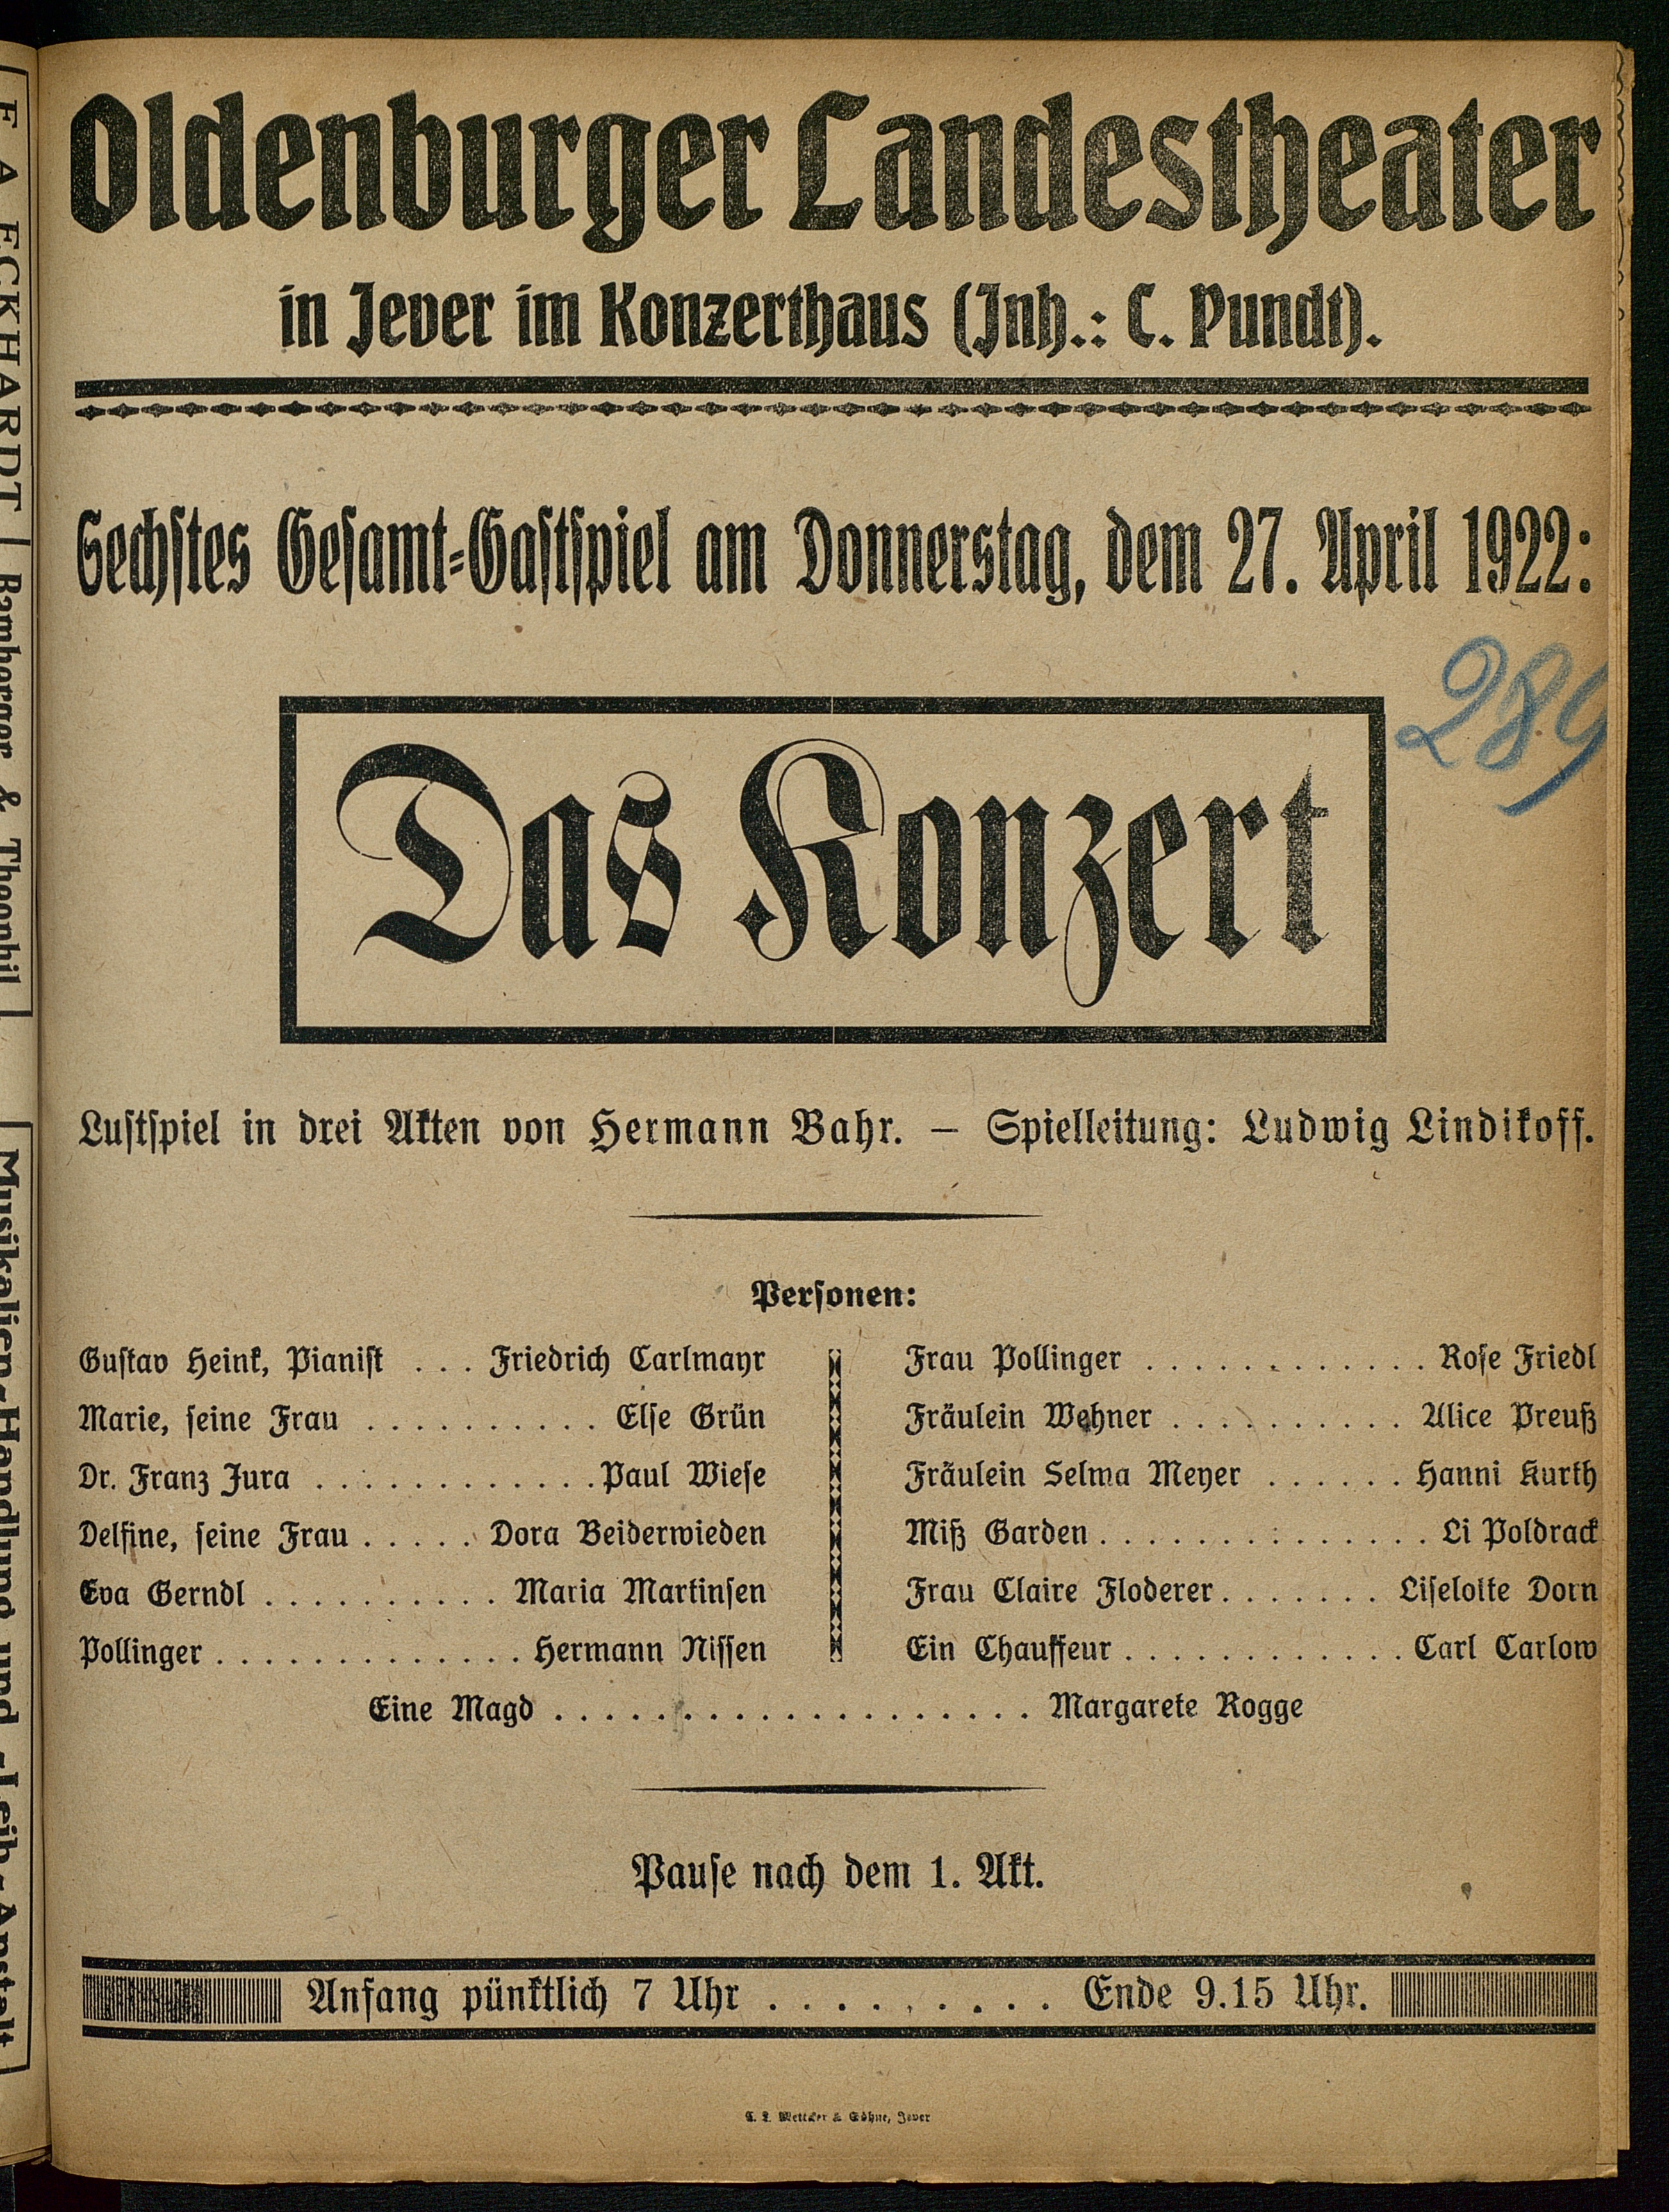 Oldenburger Landestheater
in Jever im Konzerthaus (Inh.: C. Pundt).
Sechstes Gesamt-Gastspiel am Donnerstag, dem 27. April 1922:
289
Das Konzert
Lustspiel in drei Akten von Hermann Bahr. — Spielleitung: Ludwig Lindikoff.
Personen:
Gustav Heink, Pianist . . . Friedrich Carlmayr
Marie, seine Frau . . . . . . . . . . Else Grün
Dr. Franz Jura . . . . . . . . . . . . Paul Wiese
Delfine, seine Frau . . . . . Dora Beiderwieden
Eva Gerndl . . . . . . . . . . Maria Martinsen
Pollinger . . . . . . . . . . . . . Hermann Nissen
Frau Pollinger . . . . . . . . . . . . Rose Friedl
Fräulein Wehner . . . . . . . . . . Alice Preuß
Fräulein Selma Meyer . . . . . . Hanni Kurth
Miß Garden . . . . . . . . . . . . . . Li Poldrack
Frau Claire Floderer . . . . . . . Liselotte Dorn
Ein Chauffeur . . . . . . . . . . . . Carl Carlow
Eine Magd . . . . . . . . . . . . . . . . . . . Margarete Rogge
Pause nach dem 1. Akt.
Anfang pünktlich 7 Uhr . . . . . . . . . Ende 9.15 Uhr.
C. L. Mettcker & Söhne, Jever
F. A. ECKHARDT
Bamberger & Theophil
Musikalien-Handlung und -Leih-Anstalt